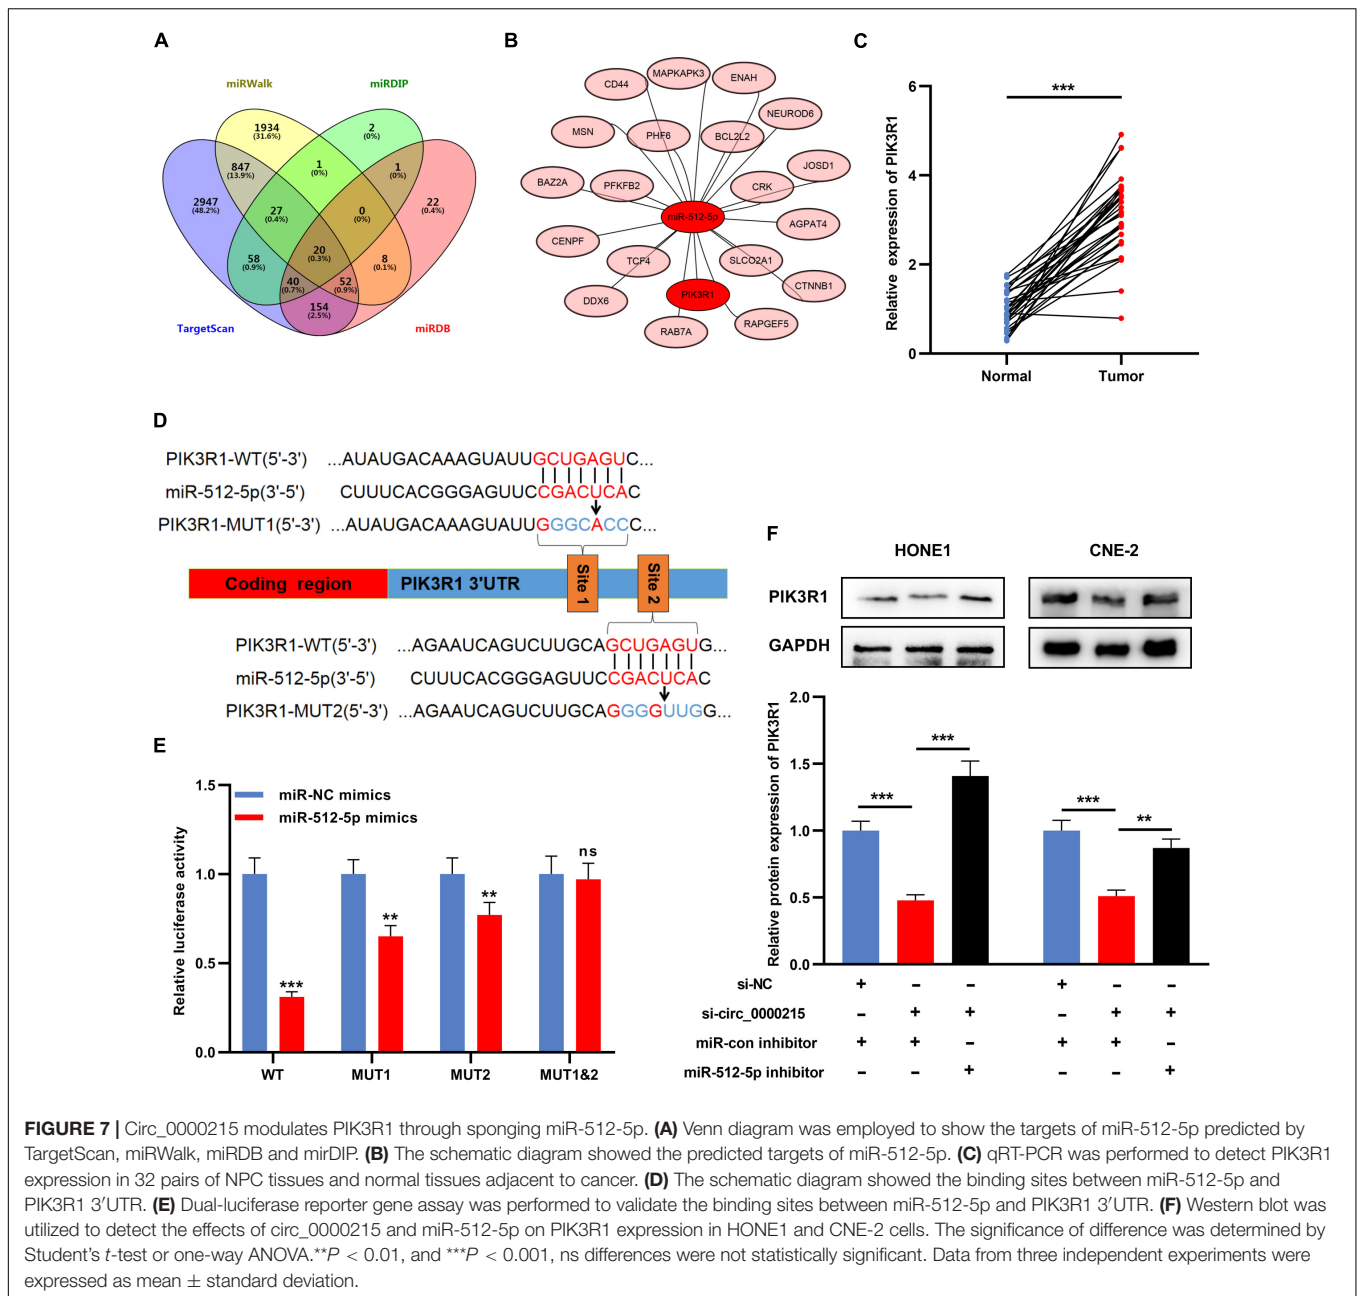 A
miRWalk
miRDIP
1934
(31.6%)
2
(0%)
847
(13.9%)
1
(0%)
1
(0%)
2947
(48.2%)
27
(0.4%)
0
(0%)
22
(0.4%)
58
(0.9%)
20
(0.3%)
8
(0.1%)
40
(0.7%)
52
(0.9%)
154
(2.5%)
TargetScan
miRDB
B
CD44
MAPKAPK3
ENAH
NEUROD6
MSN
PHF6
BCL2L2
JOSD1
BAZ2A
PFKFB2
CRK
miR-512-5p
AGPAT4
CENPF
TCF4
SLCO2A1
CTNNB1
DDX6
PIK3R1
RAB7A
RAPGEF5
C
Relative expression of PIK3R1
6
4
2
0
***
Normal
Tumor
D
PIK3R1-WT(5'-3') ...AUAUGACAAAGUAUUGCUGAGUC...
miR-512-5p(3'-5') CUUUCACGGGAGUUCCGACUCAC
PIK3R1-MUT1(5'-3') ...AUAUGACAAAGUAUUGGGCACCC...
Coding region
PIK3R1 3'UTR
Site 1
Site 2
PIK3R1-WT(5'-3') ...AGAAUCAGUCUUGCAGCUGAGUG...
miR-512-5p(3'-5') CUUUCACGGGAGUUCCGACUCAC
PIK3R1-MUT2(5'-3') ...AGAAUCAGUCUUGCAGGGGUUGG...
E
Relative luciferase activity
1.5
1.0
0.5
0.0
miR-NC mimics
miR-512-5p mimics
***
**
**
ns
WT
MUT1
MUT2
MUT1&2
F
HONE1
CNE-2
PIK3R1
GAPDH
Relative protein expression of PIK3R1
2.0
1.5
1.0
0.5
0.0
***
***
***
**
si-NC + – – + – –
si-circ_0000215 – + + – + +
miR-con inhibitor + + – + + –
miR-512-5p inhibitor – – + – – +
FIGURE 7 | Circ_0000215 modulates PIK3R1 through sponging miR-512-5p. (A) Venn diagram was employed to show the targets of miR-512-5p predicted by
TargetScan, miRWalk, miRDB and mirDIP. (B) The schematic diagram showed the predicted targets of miR-512-5p. (C) qRT-PCR was performed to detect PIK3R1
expression in 32 pairs of NPC tissues and normal tissues adjacent to cancer. (D) The schematic diagram showed the binding sites between miR-512-5p and
PIK3R1 3′UTR. (E) Dual-luciferase reporter gene assay was performed to validate the binding sites between miR-512-5p and PIK3R1 3′UTR. (F) Western blot was
utilized to detect the effects of circ_0000215 and miR-512-5p on PIK3R1 expression in HONE1 and CNE-2 cells. The significance of difference was determined by
Student's t-test or one-way ANOVA.**P < 0.01, and ***P < 0.001, ns differences were not statistically significant. Data from three independent experiments were
expressed as mean ± standard deviation.